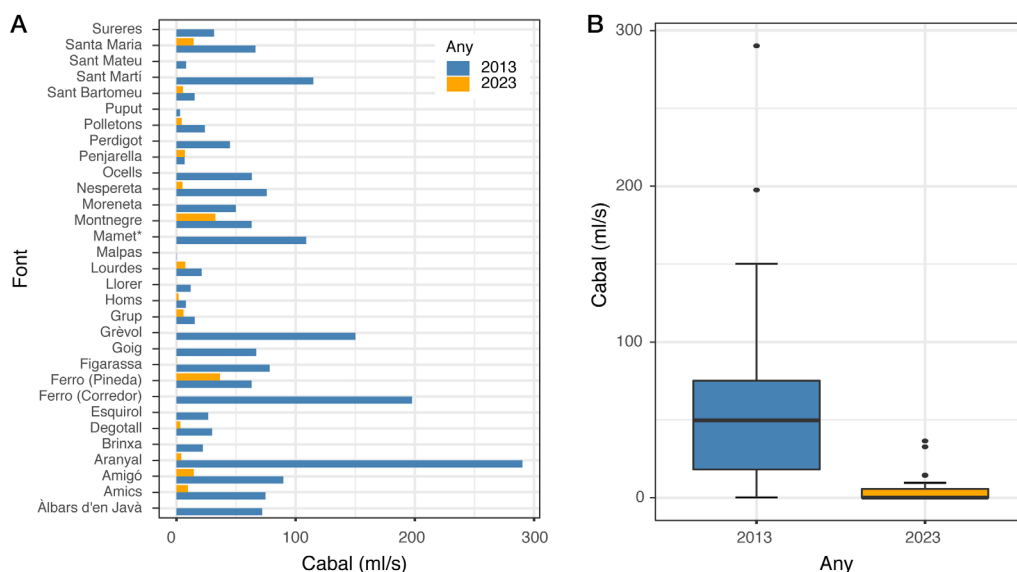 A
Sureres
Santa Maria
Sant Mateu
Sant Martí
Sant Bartomeu
Puput
Polletons
Perdigot
Penjarella
Ocells
Nespereta
Moreneta
Montnegre
Mamet*
Malpas
Lourdes
Llorer
Homs
Grup
Grèvol
Goig
Figarassa
Ferro (Pineda)
Ferro (Corredor)
Esquirol
Degotall
Brinxa
Aranyal
Amigó
Amics
Àlbars d'en Javà
Font
0 100 200 300
Cabal (ml/s)
Any
2013
2023
B
300
200
100
0
Cabal (ml/s)
2013 2023
Any